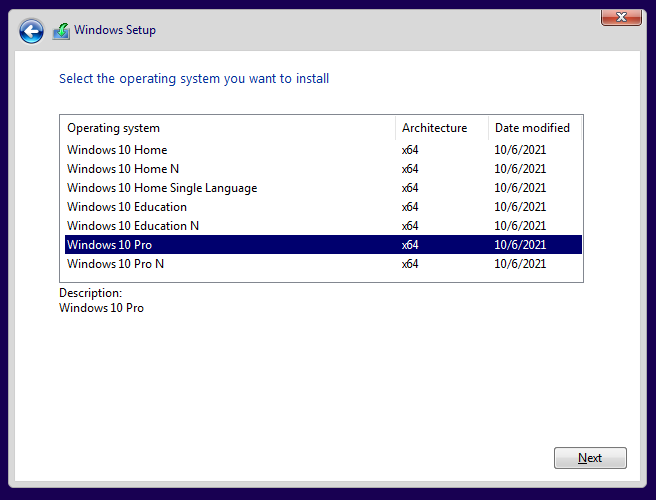 Windows Setup
Select the operating system you want to install
Operating system Architecture Date modified
Windows 10 Home x64 10/6/2021
Windows 10 Home N x64 10/6/2021
Windows 10 Home Single Language x64 10/6/2021
Windows 10 Education x64 10/6/2021
Windows 10 Education N x64 10/6/2021
Windows 10 Pro x64 10/6/2021
Windows 10 Pro N x64 10/6/2021
Description:
Windows 10 Pro
Next